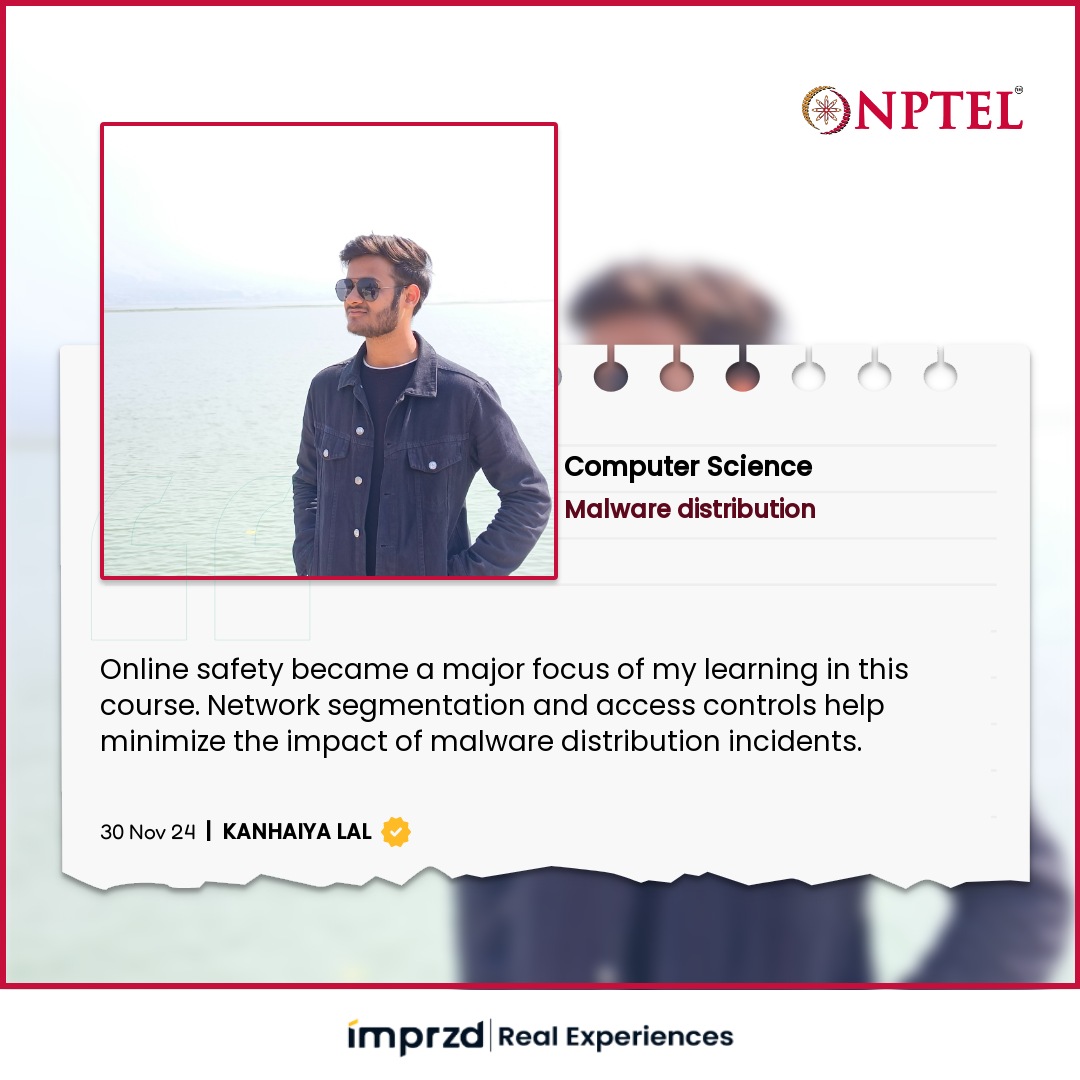 NPTEL
Computer Science
Malware distribution
Online safety became a major focus of my learning in this
course. Network segmentation and access controls help
minimize the impact of malware distribution incidents.
30 Nov 24 | KANHAIYA LAL
imprzd | Real Experiences